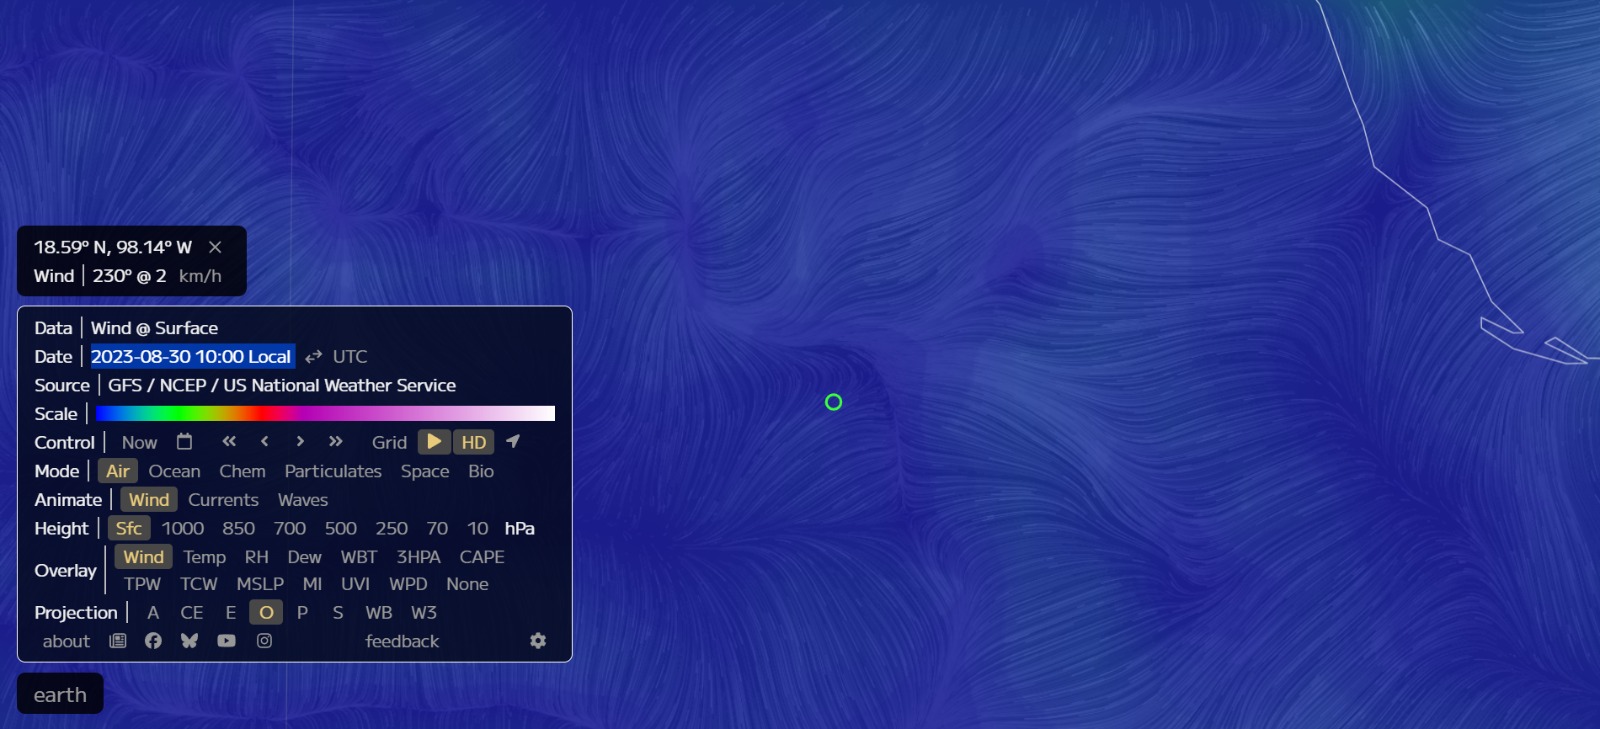 18.59° N, 98.14° W
Wind | 230° @ 2 km/h
Data | Wind @ Surface
Date | 2023-08-30 10:00 Local ⇄ UTC
Source | GFS / NCEP / US National Weather Service
Scale |
Control | Now « ‹ › » Grid HD
Mode | Air Ocean Chem Particulates Space Bio
Animate | Wind Currents Waves
Height | Sfc 1000 850 700 500 250 70 10 hPa
Overlay | Wind Temp RH Dew WBT 3HPA CAPE
TPW TCW MSLP MI UVI WPD None
Projection | A CE E O P S WB W3
about feedback
earth